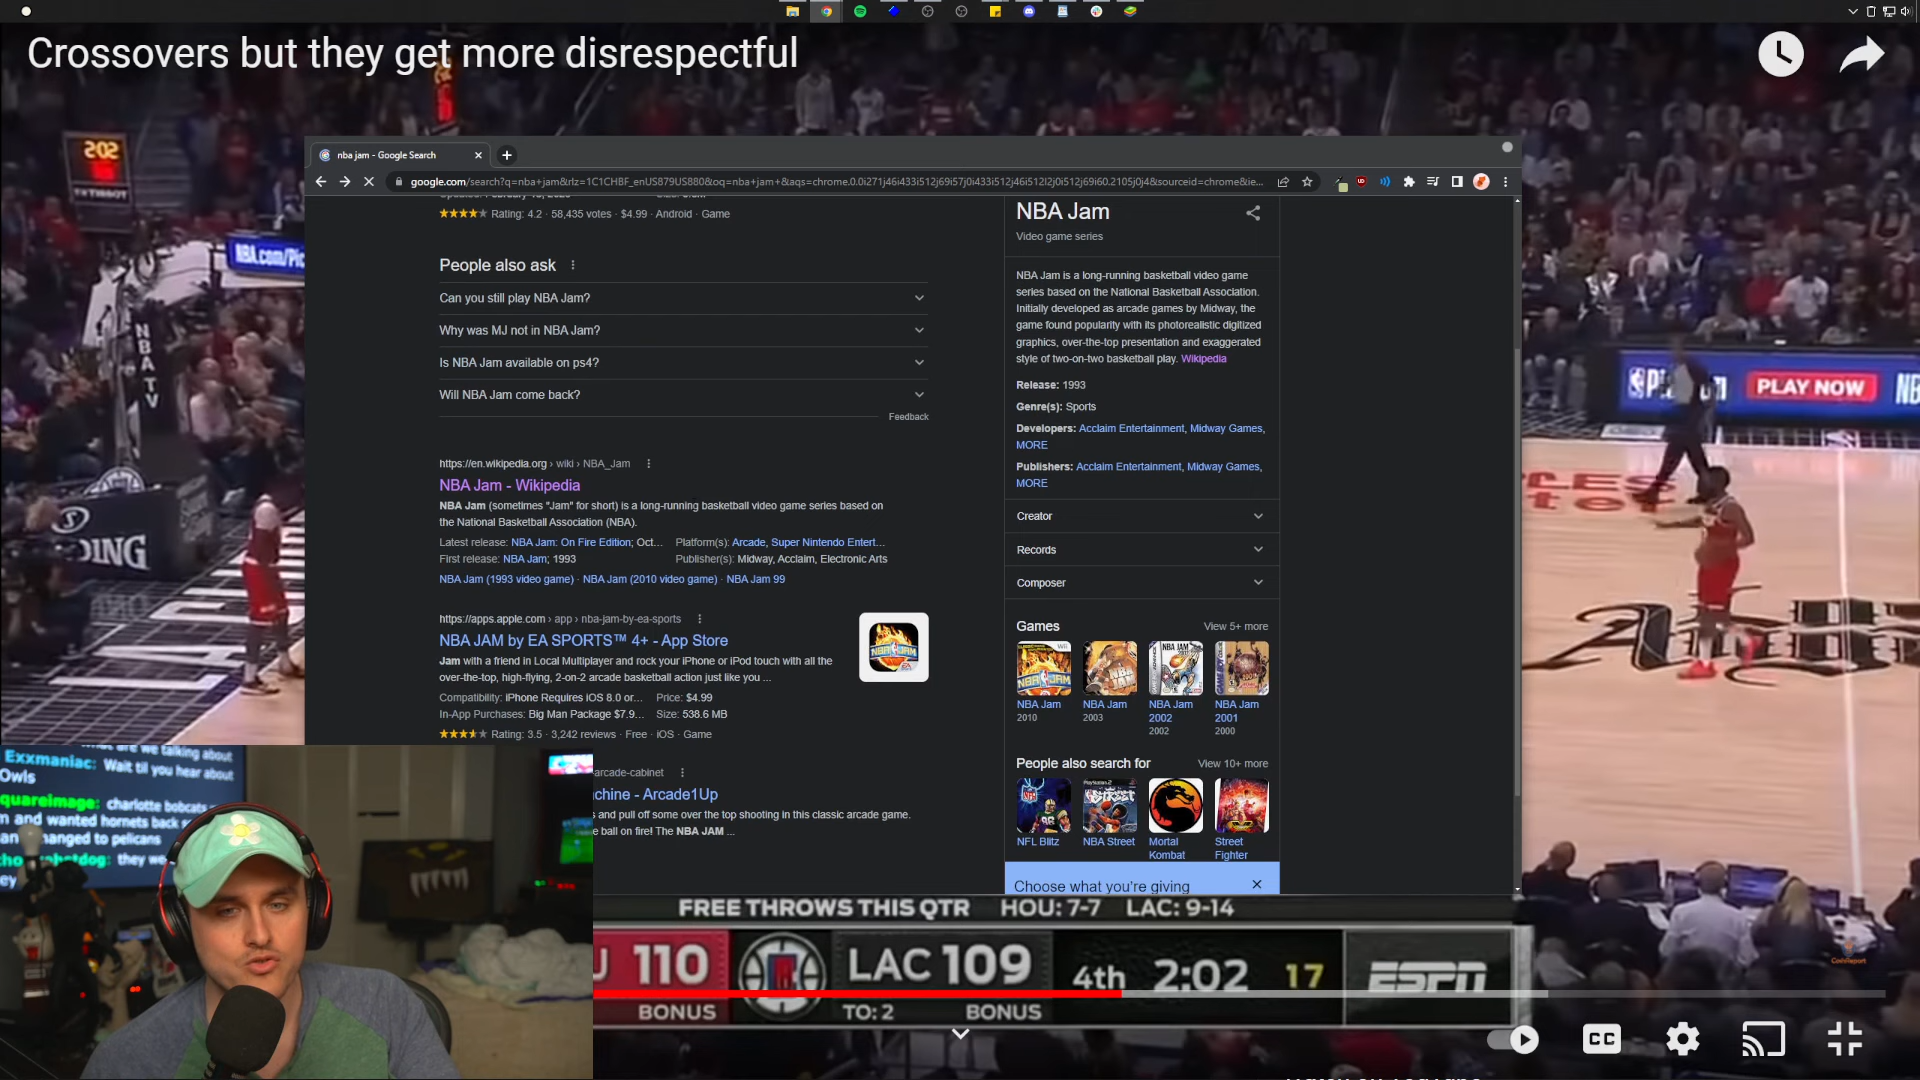 Crossovers but they get more disrespectful
nba jam - Google Search
google.com/search?q=nba+jam&rlz=1C1CHBF_enUS879US880&oq=nba+jam+&aqs=chrome.0.0i271j46i433i512j69i57j0i433i512j46i512l2j0i512j69i60.2105j0j4&sourceid=chrome&ie...
Rating: 4.2 · 58,435 votes · $4.99 · Android · Game
People also ask
Can you still play NBA Jam?
Why was MJ not in NBA Jam?
Is NBA Jam available on ps4?
Will NBA Jam come back?
Feedback
https://en.wikipedia.org › wiki › NBA_Jam
NBA Jam - Wikipedia
NBA Jam (sometimes "Jam" for short) is a long-running basketball video game series based on
the National Basketball Association (NBA).
Latest release: NBA Jam: On Fire Edition; Oct... Platform(s): Arcade, Super Nintendo Entert...
First release: NBA Jam; 1993 Publisher(s): Midway, Acclaim, Electronic Arts
NBA Jam (1993 video game) · NBA Jam (2010 video game) · NBA Jam 99
https://apps.apple.com › app › nba-jam-by-ea-sports
NBA JAM by EA SPORTS™ 4+ - App Store
Jam with a friend in Local Multiplayer and rock your iPhone or iPod touch with all the
over-the-top, high-flying, 2-on-2 arcade basketball action just like you ...
Compatibility: iPhone Requires iOS 8.0 or... Price: $4.99
In-App Purchases: Big Man Package $7.9... Size: 538.6 MB
Rating: 3.5 · 3,242 reviews · Free · iOS · Game
arcade-cabinet
chine - Arcade1Up
s and pull off some over the top shooting in this classic arcade game.
e ball on fire! The NBA JAM ...
NBA Jam
Video game series
NBA Jam is a long-running basketball video game
series based on the National Basketball Association.
Initially developed as arcade games by Midway, the
game found popularity with its photorealistic digitized
graphics, over-the-top presentation and exaggerated
style of two-on-two basketball play. Wikipedia
Release: 1993
Genre(s): Sports
Developers: Acclaim Entertainment, Midway Games,
MORE
Publishers: Acclaim Entertainment, Midway Games,
MORE
Creator
Records
Composer
Games View 5+ more
NBA Jam NBA Jam NBA Jam NBA Jam
2010 2003 2002 2001
2002 2000
People also search for View 10+ more
NFL Blitz NBA Street Mortal Street
Kombat Fighter
Choose what you're giving
NBA.com/Pic
NBA TV
DING
PLAY NOW
NB
are we talking about
Exxmaniac: Wait til you hear about
Owls
quareimage: charlotte bobcats
and wanted hornets back
hanged to pelicans
they we
ey
FREE THROWS THIS QTR HOU: 7-7 LAC: 9-14
U 110 LAC 109 4th 2:02 17 ESPN
BONUS TO: 2 BONUS
CC